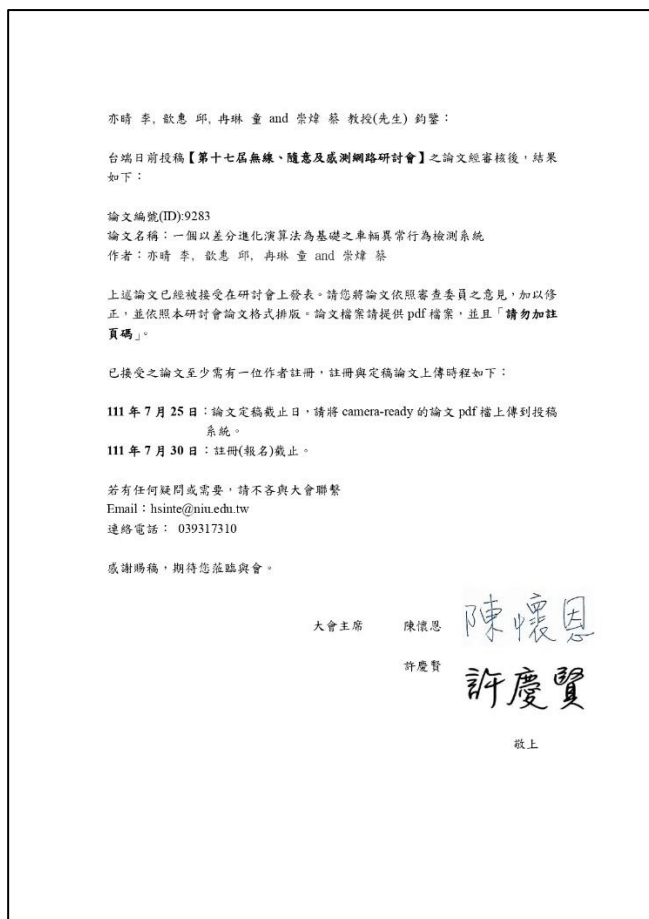 亦晴 李, 歆惠 邱, 冉琳 童 and 崇煒 蔡 教授(先生) 鈞鑒：
台端日前投稿【第十七屆無線、隨意及感測網路研討會】之論文經審核後，結果
如下：
論文編號(ID):9283
論文名稱：一個以差分進化演算法為基礎之車輛異常行為檢測系統
作者：亦晴 李, 歆惠 邱, 冉琳 童 and 崇煒 蔡
上述論文已經被接受在研討會上發表。請您將論文依照審查委員之意見，加以修
正，並依照本研討會論文格式排版。論文檔案請提供 pdf 檔案，並且「請勿加註
頁碼」。
已接受之論文至少需有一位作者註冊，註冊與定稿論文上傳時程如下：
111 年 7 月 25 日：論文定稿截止日，請將 camera-ready 的論文 pdf 檔上傳到投稿
系統。
111 年 7 月 30 日：註冊(報名)截止。
若有任何疑問或需要，請不吝與大會聯繫
Email：hsinte@niu.edu.tw
連絡電話： 039317310
感謝賜稿，期待您蒞臨與會。
大會主席 陳懷恩 陳懷恩
許慶賢 許慶賢
敬上